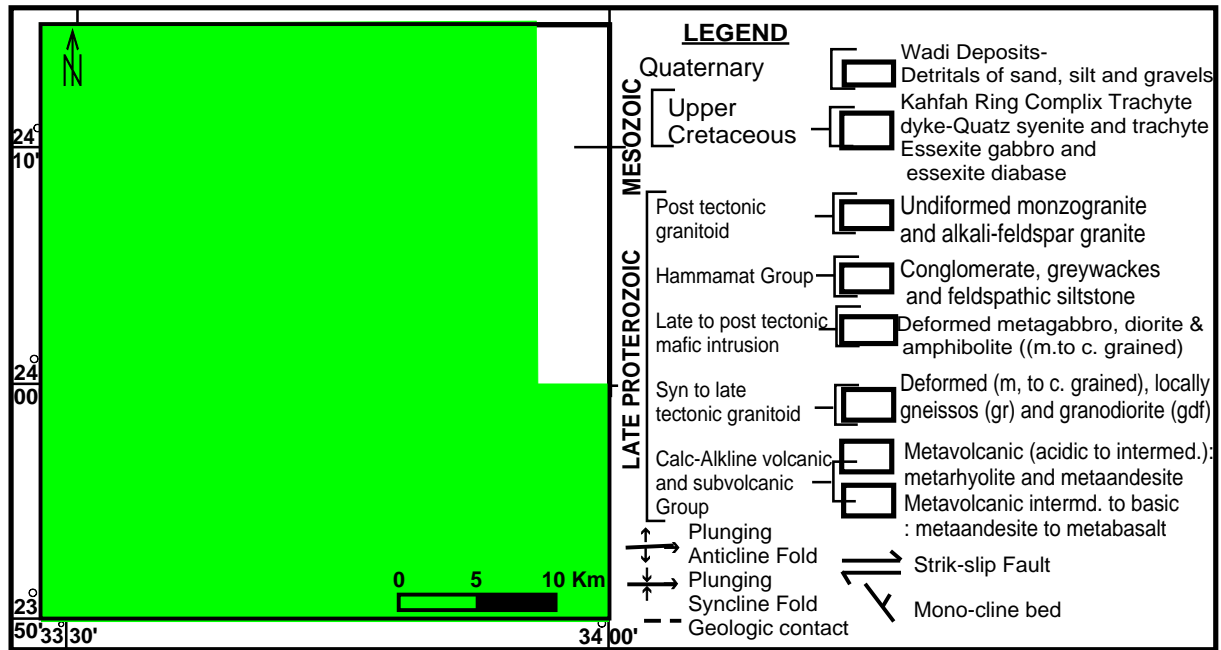 N
24°
10'
24°
00'
23°
50'
33°30'
34°00'
0 5 10 Km
LEGEND
MESOZOIC
LATE PROTEROZOIC
Quaternary
Wadi Deposits-
Detritals of sand, silt and gravels
Upper
Cretaceous
Kahfah Ring Complix Trachyte
dyke-Quatz syenite and trachyte
Essexite gabbro and
essexite diabase
Post tectonic
granitoid
Undiformed monzogranite
and alkali-feldspar granite
Hammamat Group
Conglomerate, greywackes
and feldspathic siltstone
Late to post tectonic
mafic intrusion
Deformed metagabbro, diorite &
amphibolite ((m.to c. grained)
Syn to late
tectonic granitoid
Deformed (m, to c. grained), locally
gneissos (gr) and granodiorite (gdf)
Calc-Alkline volcanic
and subvolcanic
Group
Metavolcanic (acidic to intermed.):
metarhyolite and metaandesite
Metavolcanic intermd. to basic
: metaandesite to metabasalt
Plunging
Anticline Fold
Plunging
Syncline Fold
Geologic contact
Strik-slip Fault
Mono-cline bed